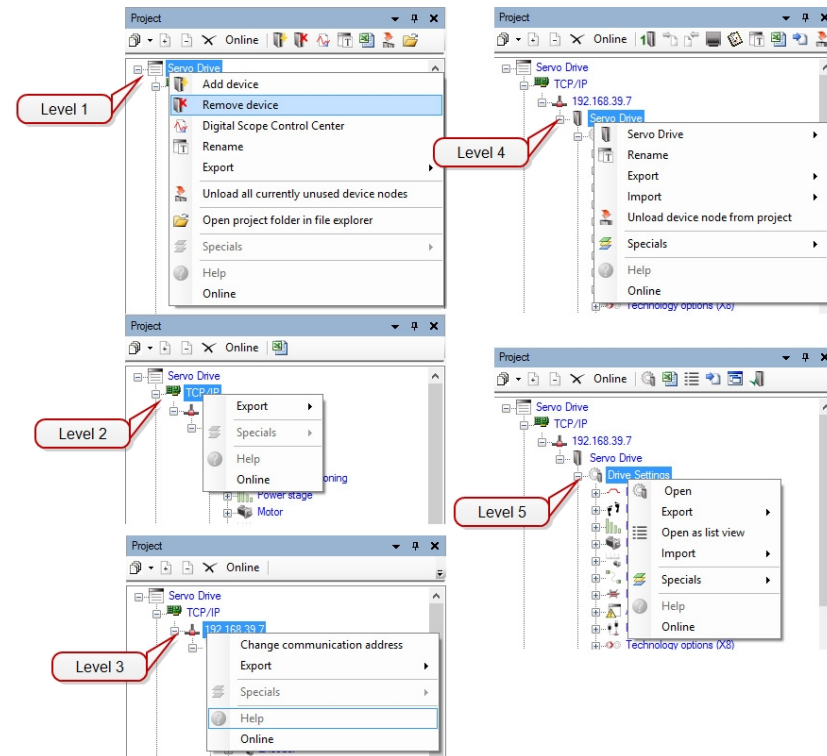 Project
Online
Servo Drive
Level 1
Add device
Remove device
Digital Scope Control Center
Rename
Export
Unload all currently unused device nodes
Open project folder in file explorer
Specials
Help
Online
Project
Online
Servo Drive
TCP/IP
Level 2
Export
Specials
Help
Online
oning
Power stage
Motor
Project
Online
Servo Drive
TCP/IP
192.168.39.7
Level 3
Change communication address
Export
Specials
Help
Online
Project
Online
Servo Drive
TCP/IP
192.168.39.7
Servo Drive
Level 4
Servo Drive
Rename
Export
Import
Unload device node from project
Specials
Help
Online
Technology options (X8)
Project
Online
Servo Drive
TCP/IP
192.168.39.7
Servo Drive
Drive Settings
Level 5
Open
Export
Open as list view
Import
Specials
Help
Online
Technology options (X8)